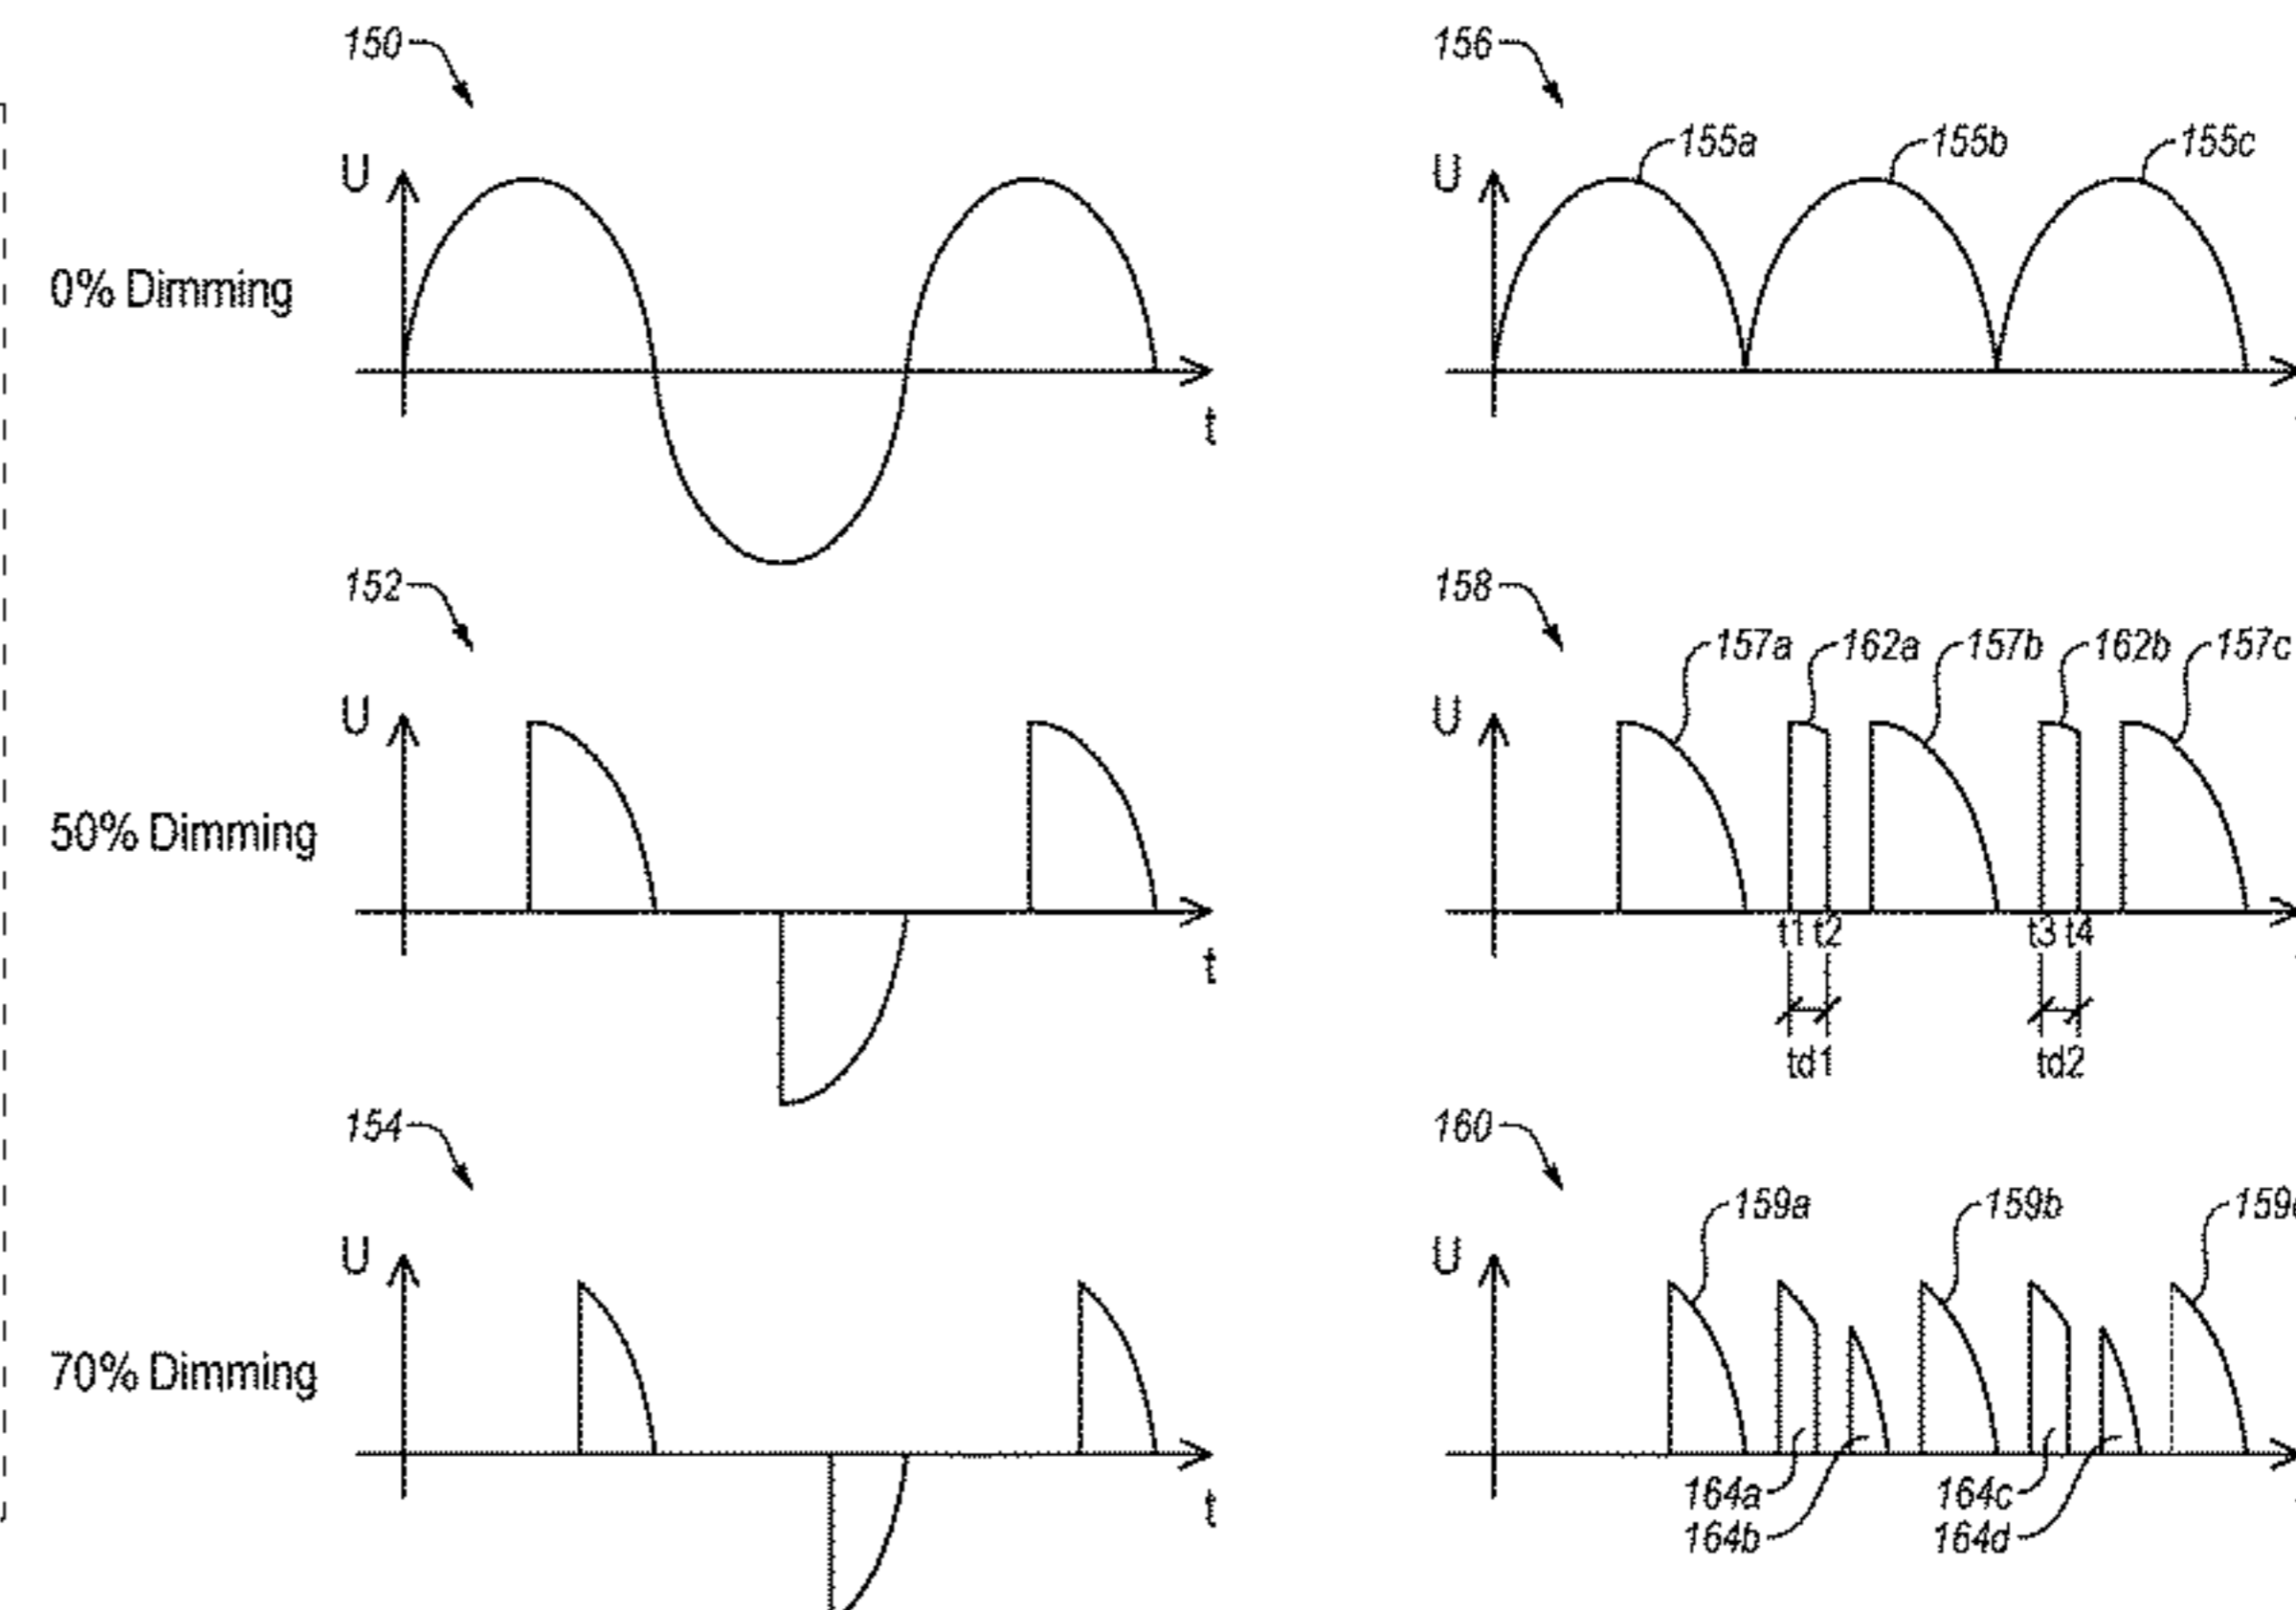 150
156
155a
155b
155c
U
U
0% Dimming
t
152
158
157a
162a
157b
162b
157c
U
U
50% Dimming
t1 t2
t3 t4
t
td1
td2
154
160
159a
159b
U
U
70% Dimming
164a
164c
t
164b
164d